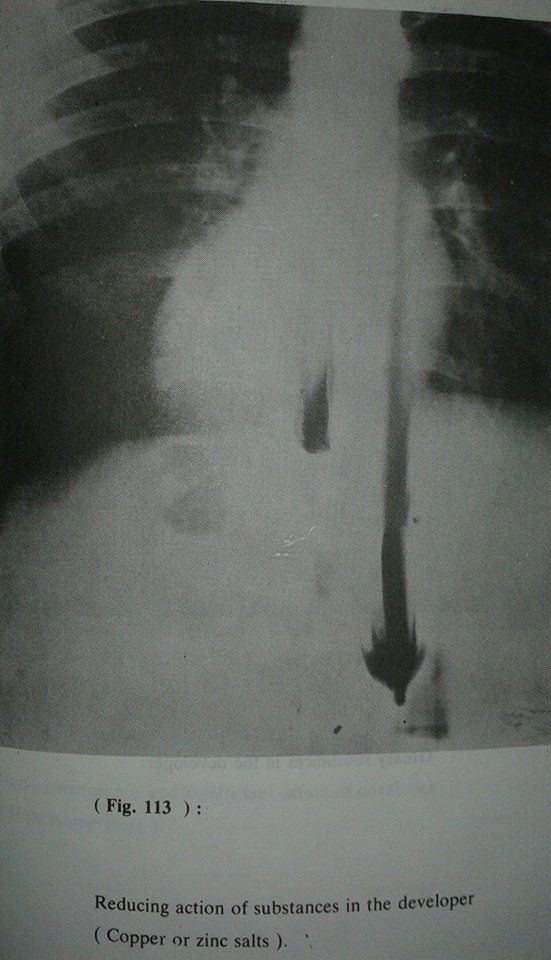 ( Fig. 113 ) :
Reducing action of substances in the developer
( Copper or zinc salts ).